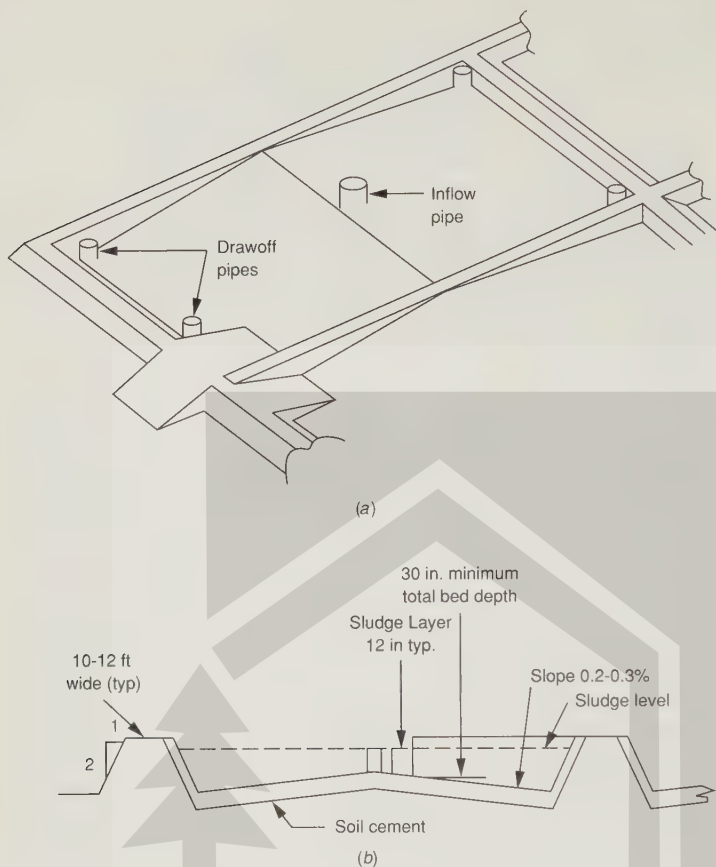 Inflow
pipe
Drawoff
pipes
(a)
30 in. minimum
total bed depth
Sludge Layer
12 in typ.
10-12 ft
wide (typ)
Slope 0.2-0.3%
Sludge level
1
2
Soil cement
(b)